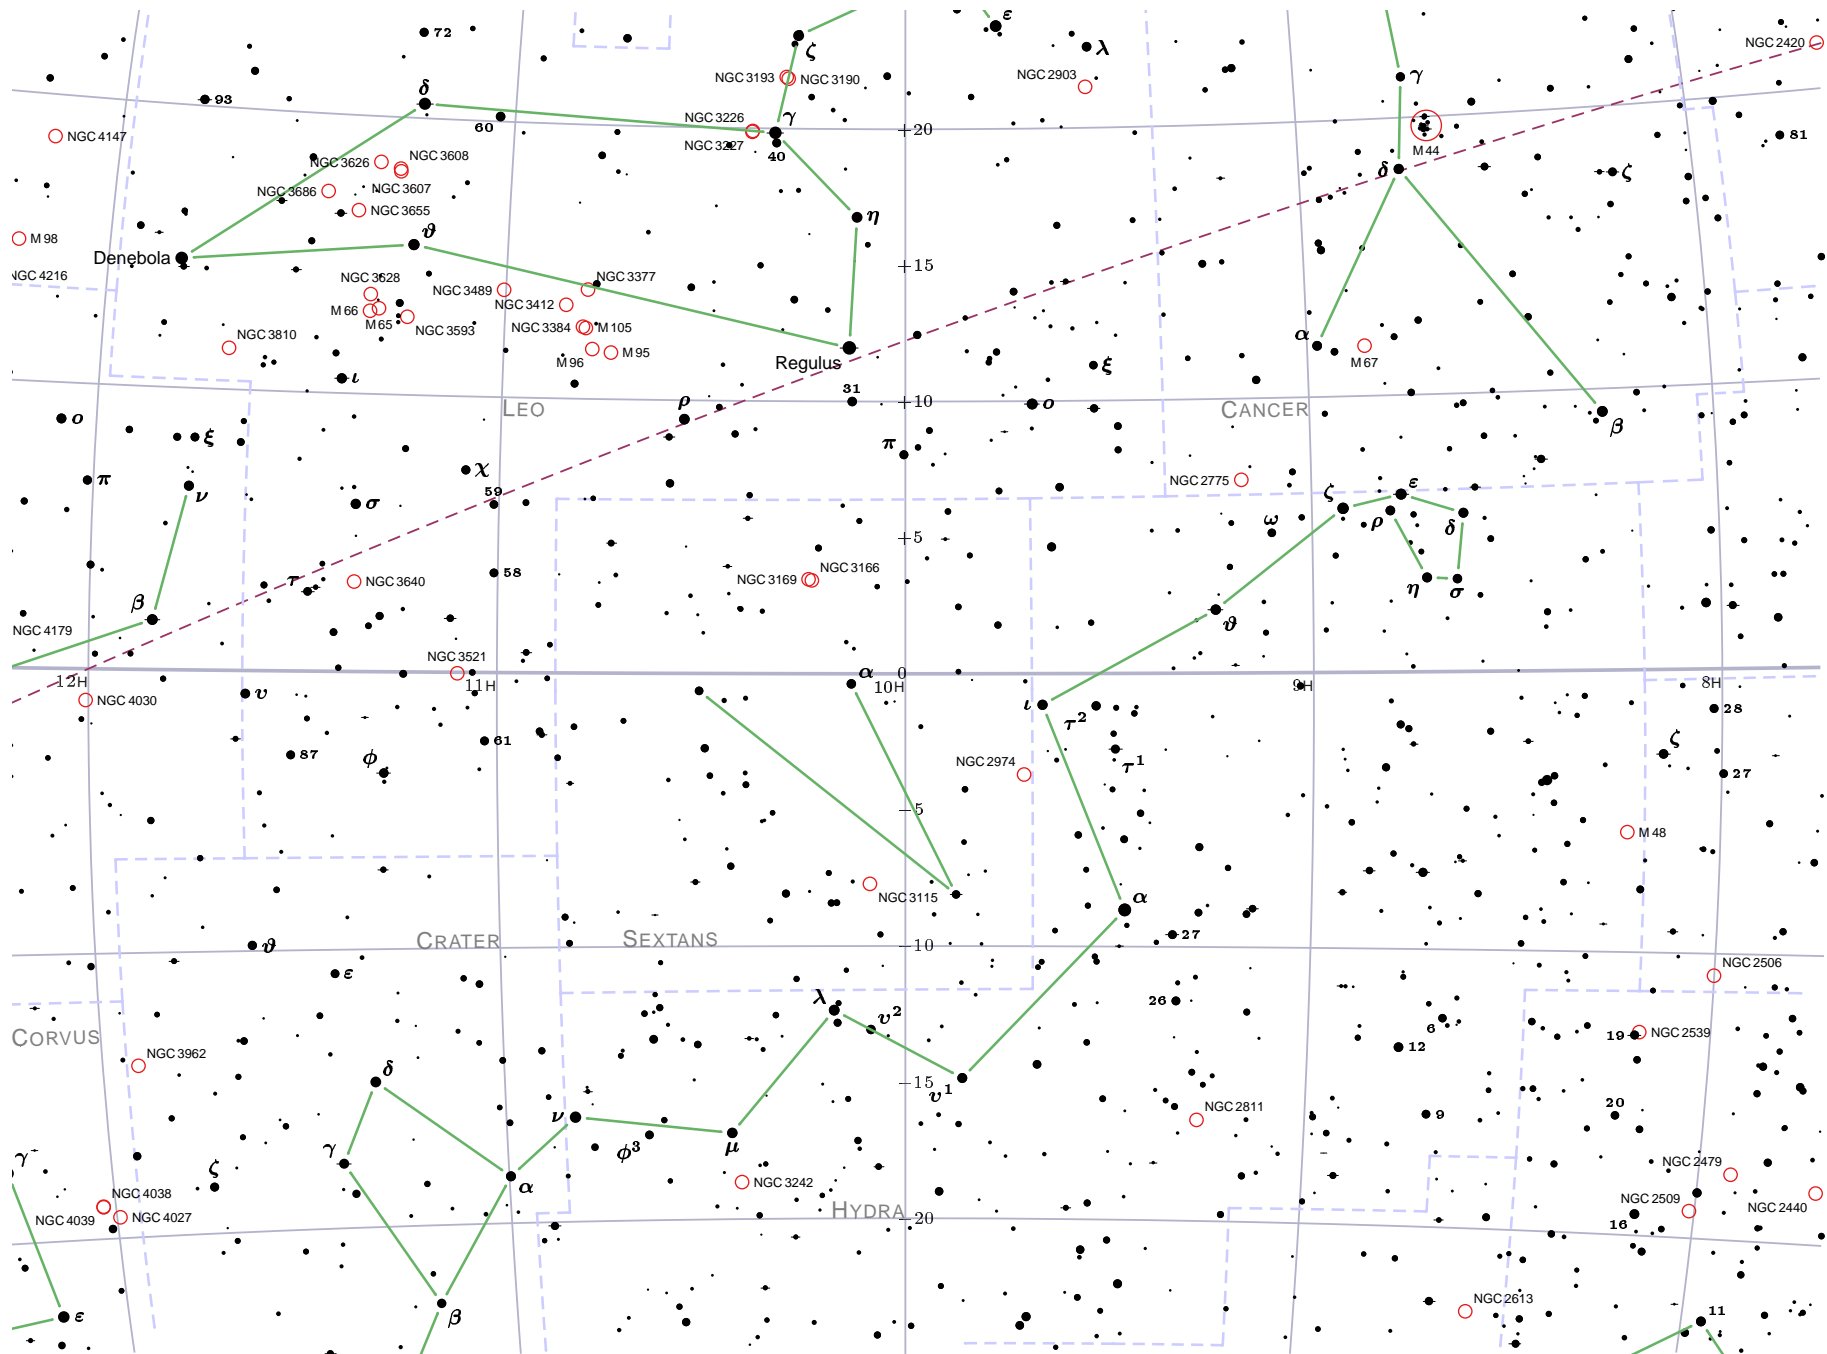 ε
72
ζ
λ
NGC 2420
NGC 3193
NGC 3190
NGC 2903
γ
δ
93
60
NGC 3226
γ
+20
NGC 3227
40
M 44
81
NGC 4147
NGC 3626
NGC 3608
δ
ζ
NGC 3686
NGC 3607
NGC 3655
η
M 98
ϑ
Denebola
+15
NGC 4216
NGC 3628
NGC 3377
NGC 3489
NGC 3412
M 66
M 65
NGC 3593
NGC 3384
M 105
NGC 3810
M 96
M 95
Regulus
α
M 67
ξ
ι
31
LEO
ρ
+10
ο
CANCER
β
ο
ξ
π
π
χ
NGC 2775
ν
59
ζ
ε
σ
ω
ρ
δ
+5
τ
NGC 3640
58
NGC 3169
NGC 3166
η
σ
β
ϑ
NGC 4179
NGC 3521
α
0
12H
11H
10H
9H
8H
NGC 4030
υ
ι
τ2
28
61
87
ϕ
NGC 2974
τ1
ζ
27
−5
M 48
NGC 3115
α
ϑ
CRATER
SEXTANS
−10
27
ε
NGC 2506
λ
υ2
26
6
CORVUS
19
NGC 2539
12
NGC 3962
δ
−15
υ1
ν
NGC 2811
9
20
γ
ϕ3
μ
γ
ζ
α
NGC 3242
NGC 2479
NGC 4038
NGC 4039
NGC 4027
HYDRA
−20
NGC 2509
16
NGC 2440
ε
β
NGC 2613
11